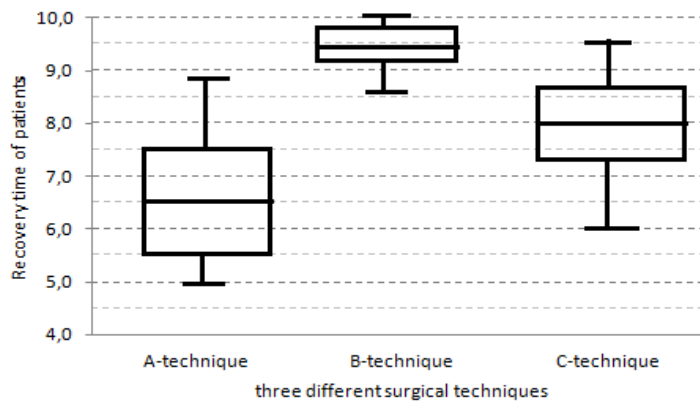 Recovery time of patients
10,0
9,0
8,0
7,0
6,0
5,0
4,0
A-technique B-technique C-technique
three different surgical techniques